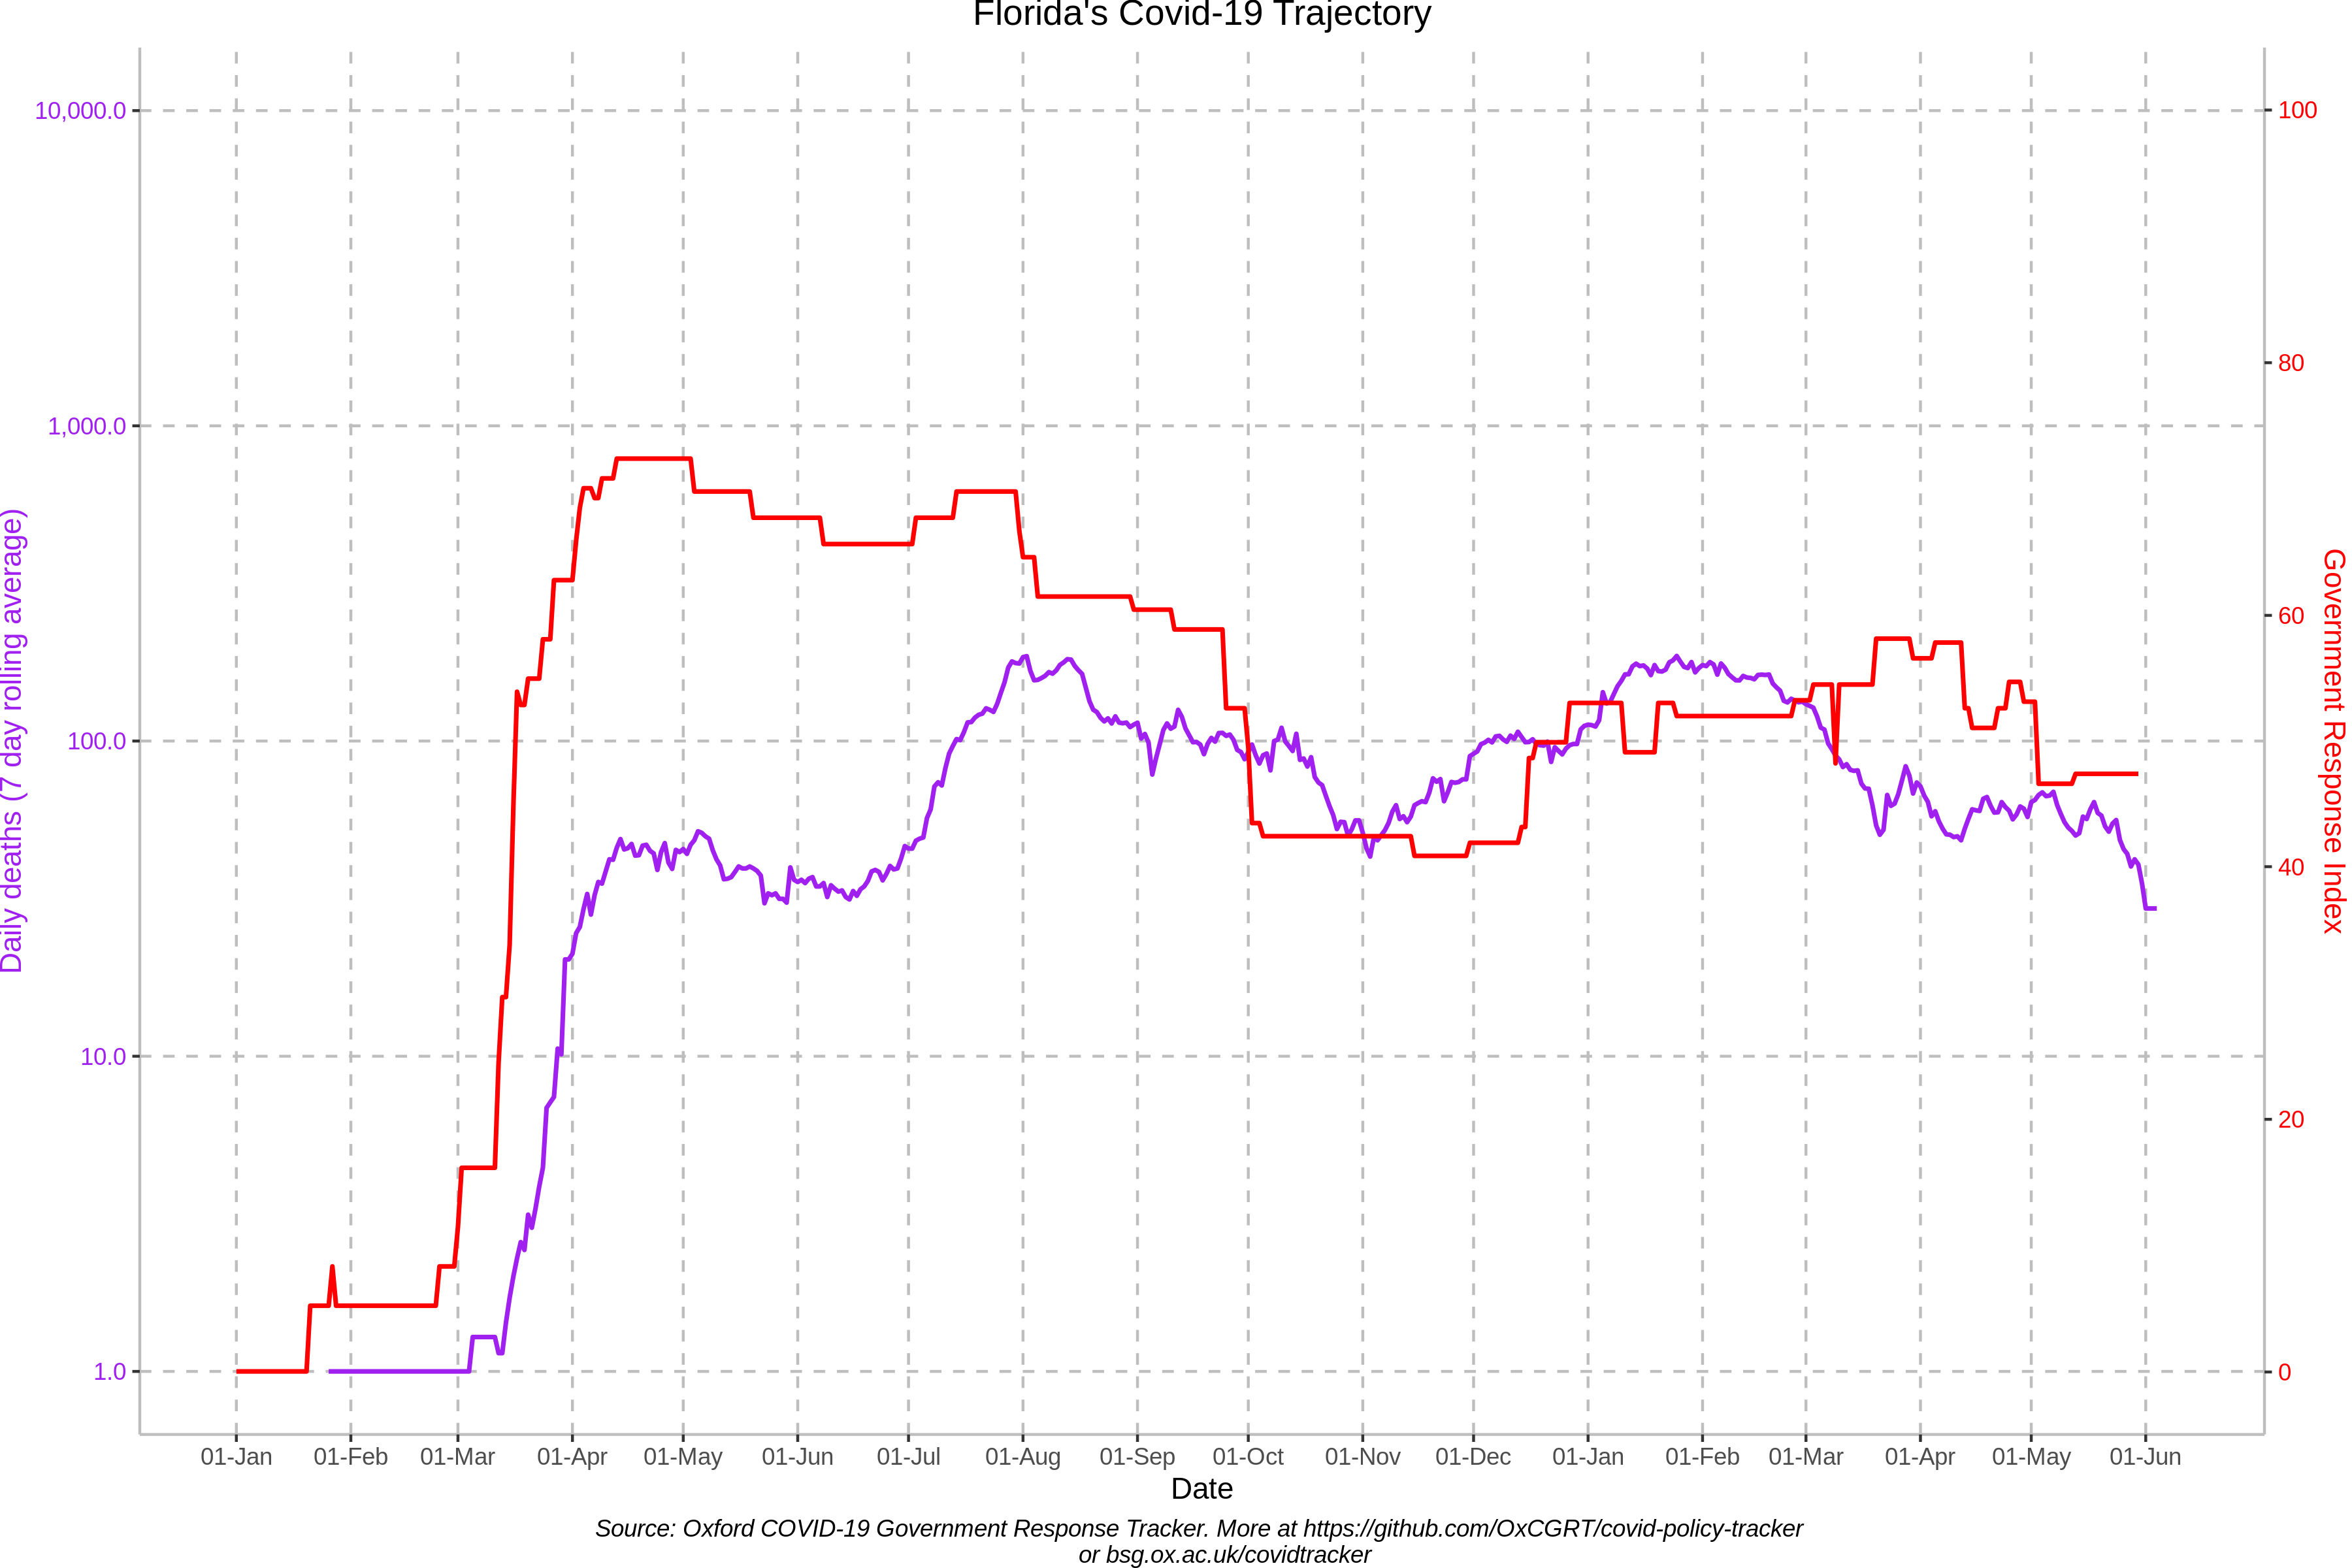 Florida's Covid-19 Trajectory
Daily deaths (7 day rolling average)
10,000.0
1,000.0
100.0
10.0
1.0
100
80
60
40
20
0
Government Response Index
01-Jan 01-Feb 01-Mar 01-Apr 01-May 01-Jun 01-Jul 01-Aug 01-Sep 01-Oct 01-Nov 01-Dec 01-Jan 01-Feb 01-Mar 01-Apr 01-May 01-Jun
Date
Source: Oxford COVID-19 Government Response Tracker. More at https://github.com/OxCGRT/covid-policy-tracker
or bsg.ox.ac.uk/covidtracker